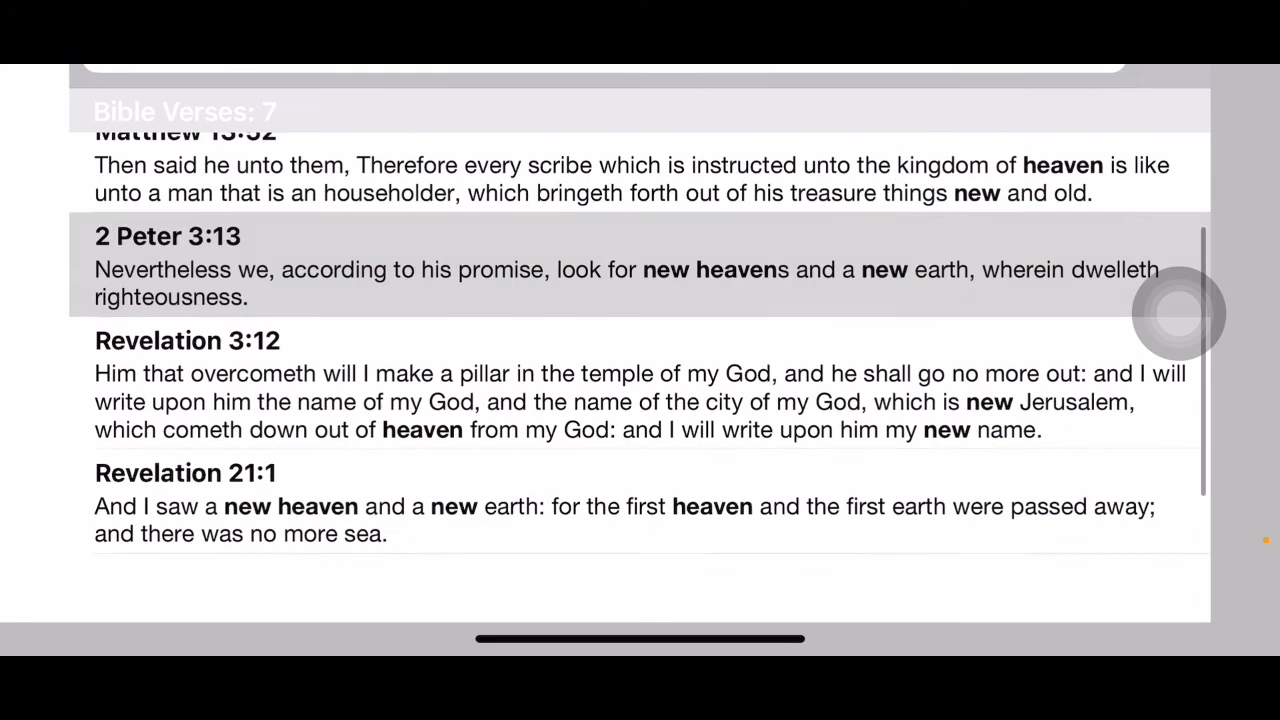 Bible Verses: 7
Matthew 13:52
Then said he unto them, Therefore every scribe which is instructed unto the kingdom of heaven is like
unto a man that is an householder, which bringeth forth out of his treasure things new and old.
2 Peter 3:13
Nevertheless we, according to his promise, look for new heavens and a new earth, wherein dwelleth
righteousness.
Revelation 3:12
Him that overcometh will I make a pillar in the temple of my God, and he shall go no more out: and I will
write upon him the name of my God, and the name of the city of my God, which is new Jerusalem,
which cometh down out of heaven from my God: and I will write upon him my new name.
Revelation 21:1
And I saw a new heaven and a new earth: for the first heaven and the first earth were passed away;
and there was no more sea.